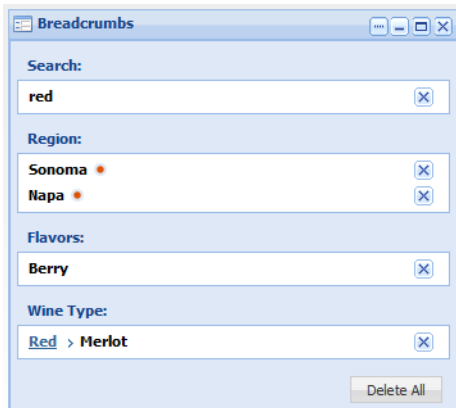 Breadcrumbs
Search:
red
Region:
Sonoma
Napa
Flavors:
Berry
Wine Type:
Red > Merlot
Delete All